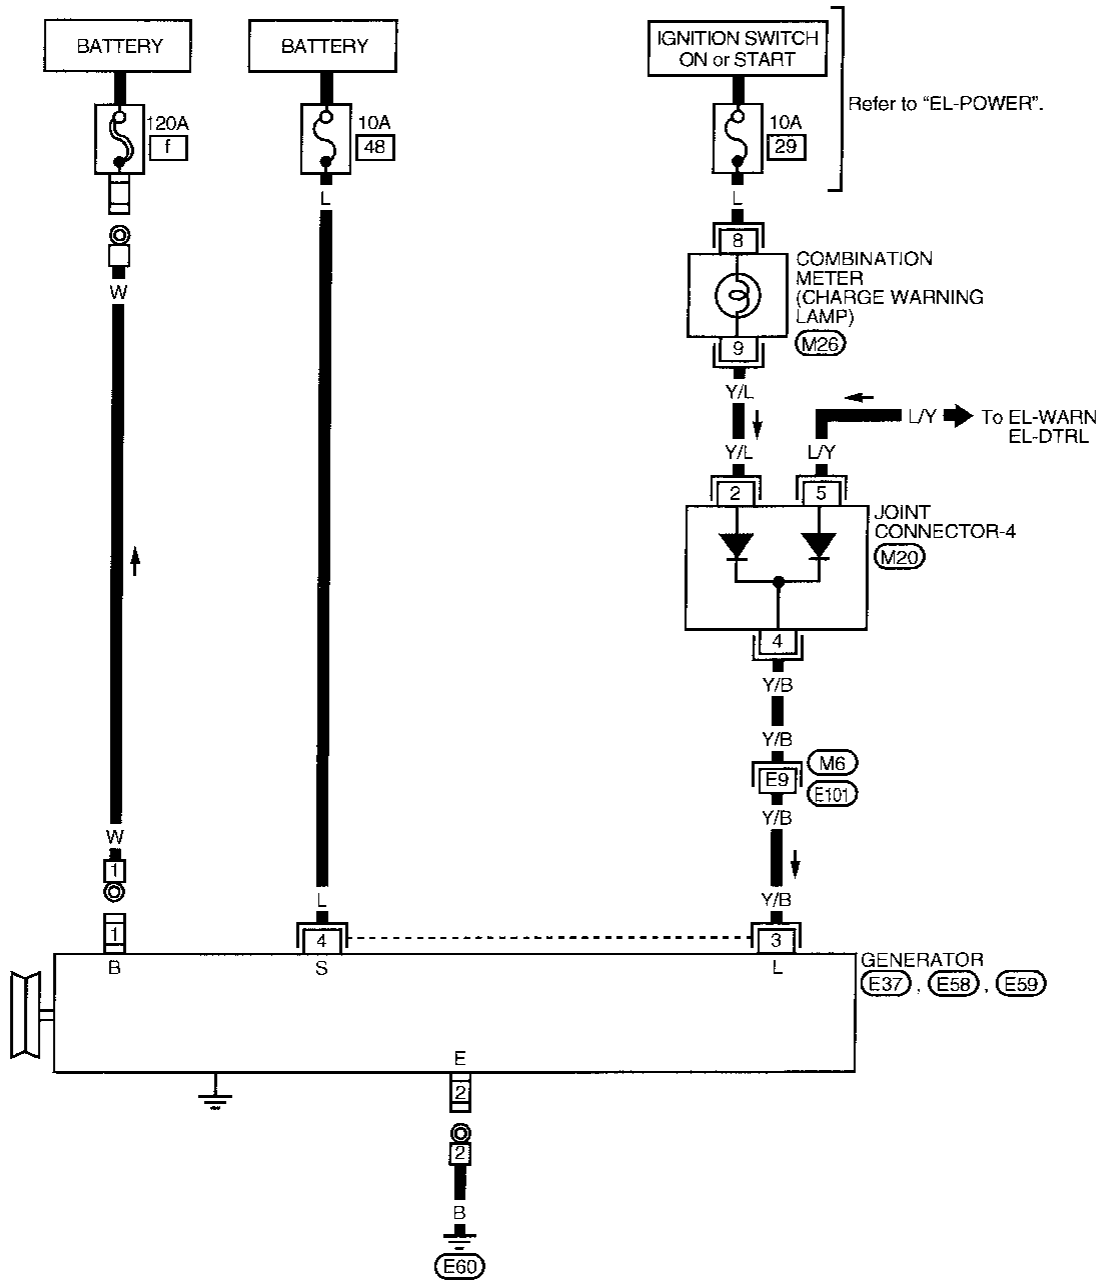 BATTERY
BATTERY
IGNITION SWITCH
ON or START
Refer to "EL-POWER".
120A
f
10A
48
10A
29
L
L
8
COMBINATION
METER
(CHARGE WARNING
LAMP)
M26
W
9
Y/L
L/Y
To EL-WARN
EL-DTRL
Y/L
L/Y
2
5
JOINT
CONNECTOR-4
M20
4
Y/B
Y/B
M6
E9
E101
Y/B
W
1
L
Y/B
1
4
3
B
S
L
GENERATOR
E37 , E58 , E59
E
2
2
B
E60